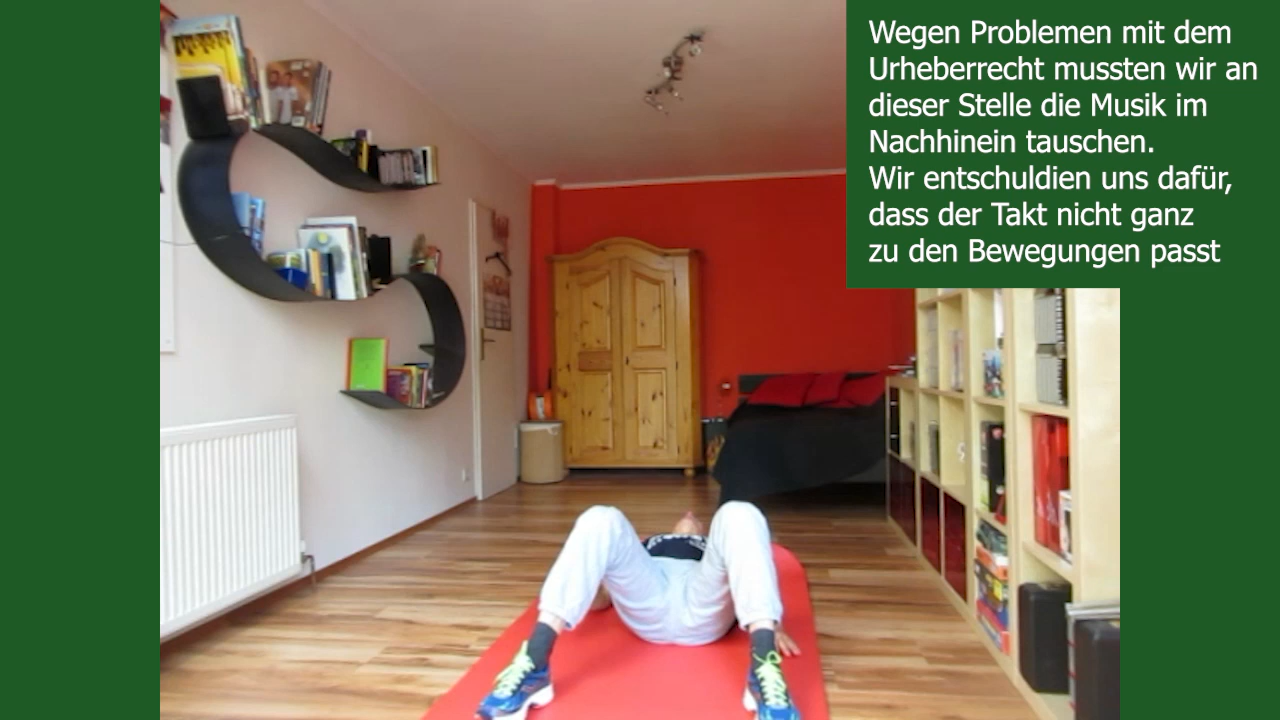 Wegen Problemen mit dem
Urheberrecht mussten wir an
dieser Stelle die Musik im
Nachhinein tauschen.
Wir entschuldien uns dafür,
dass der Takt nicht ganz
zu den Bewegungen passt